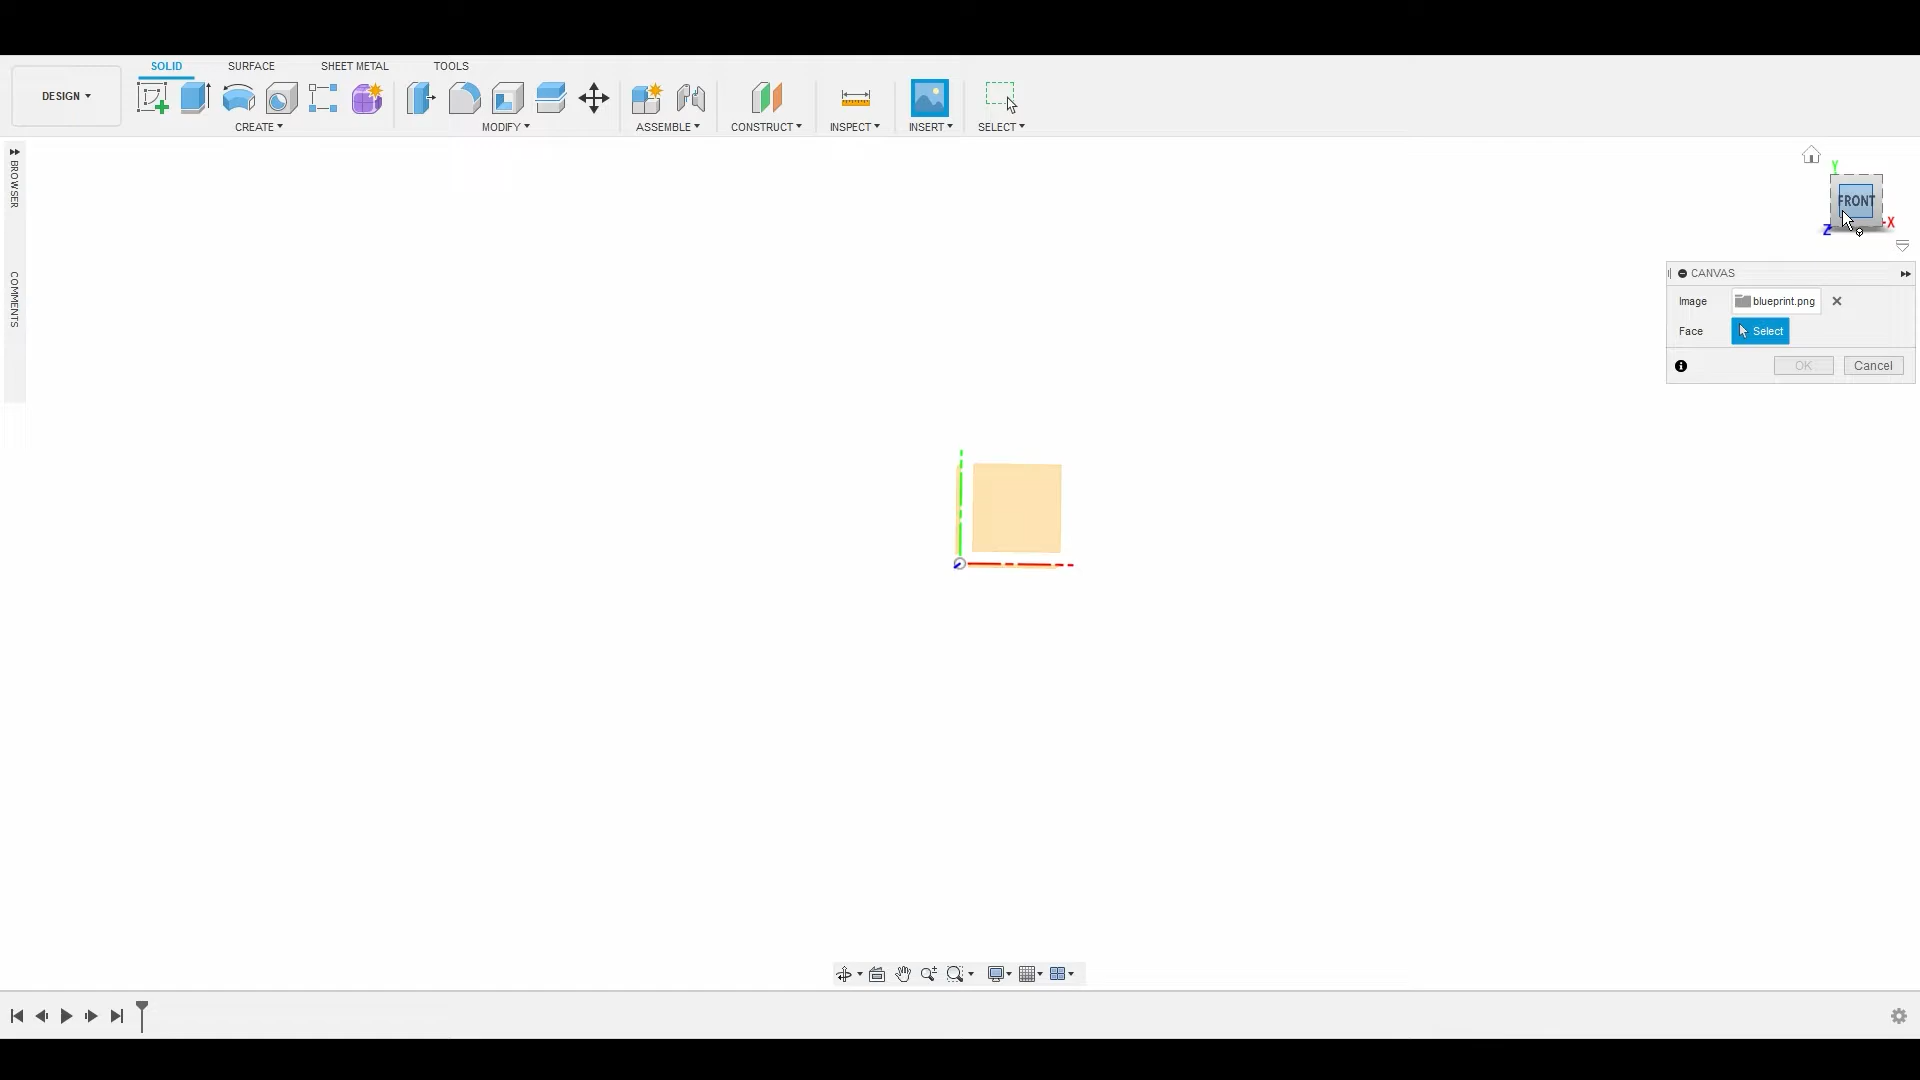 SOLID SURFACE SHEET METAL TOOLS
DESIGN
CREATE MODIFY ASSEMBLE CONSTRUCT INSPECT INSERT SELECT
BROWSER
COMMENTS
Y
FRONT
X
Z
CANVAS
Image blueprint.png
Face Select
OK Cancel